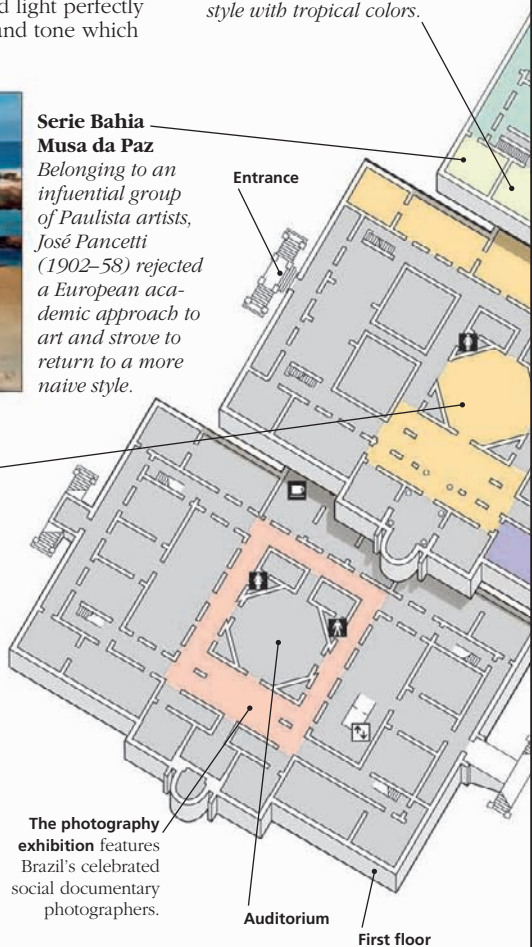 d light perfectly
and tone which
style with tropical colors.
Serie Bahia
Musa da Paz
Belonging to an
infuential group
of Paulista artists,
José Pancetti
(1902–58) rejected
a European aca-
demic approach to
art and strove to
return to a more
naive style.
Entrance
The photography
exhibition features
Brazil's celebrated
social documentary
photographers.
Auditorium
First floor